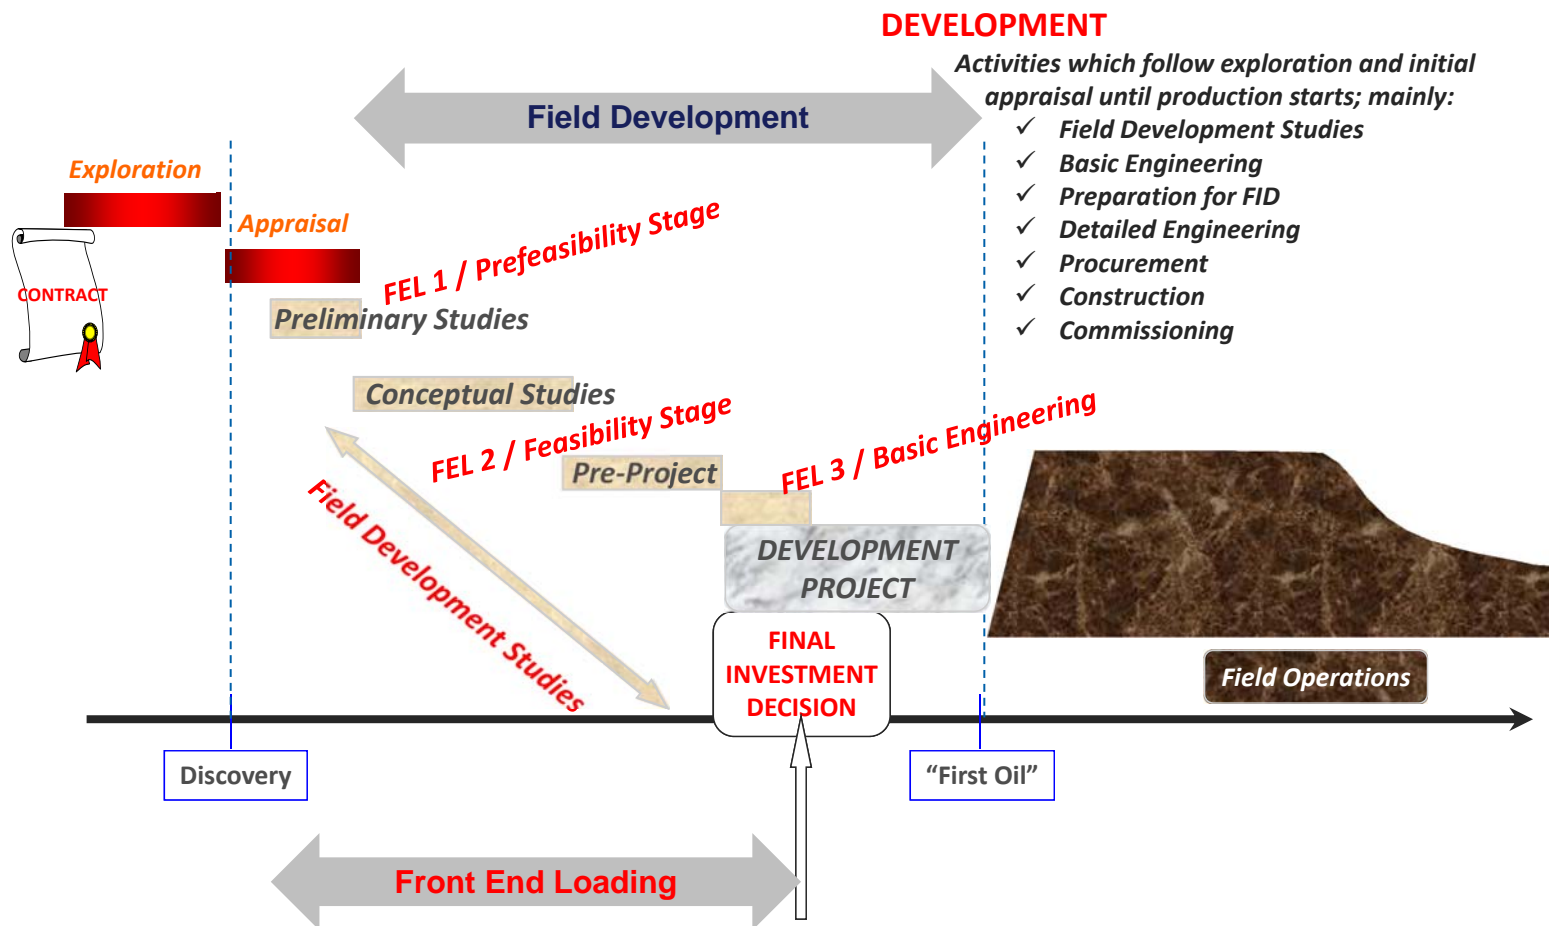 DEVELOPMENT
Activities which follow exploration and initial
appraisal until production starts; mainly:
✓ Field Development Studies
✓ Basic Engineering
✓ Preparation for FID
✓ Detailed Engineering
✓ Procurement
✓ Construction
✓ Commissioning
Field Development
Exploration
Appraisal
CONTRACT
FEL 1 / Prefeasibility Stage
Preliminary Studies
Conceptual Studies
FEL 2 / Feasibility Stage
Pre-Project
FEL 3 / Basic Engineering
Field Development Studies
DEVELOPMENT
PROJECT
FINAL
INVESTMENT
DECISION
Field Operations
Discovery
“First Oil”
Front End Loading